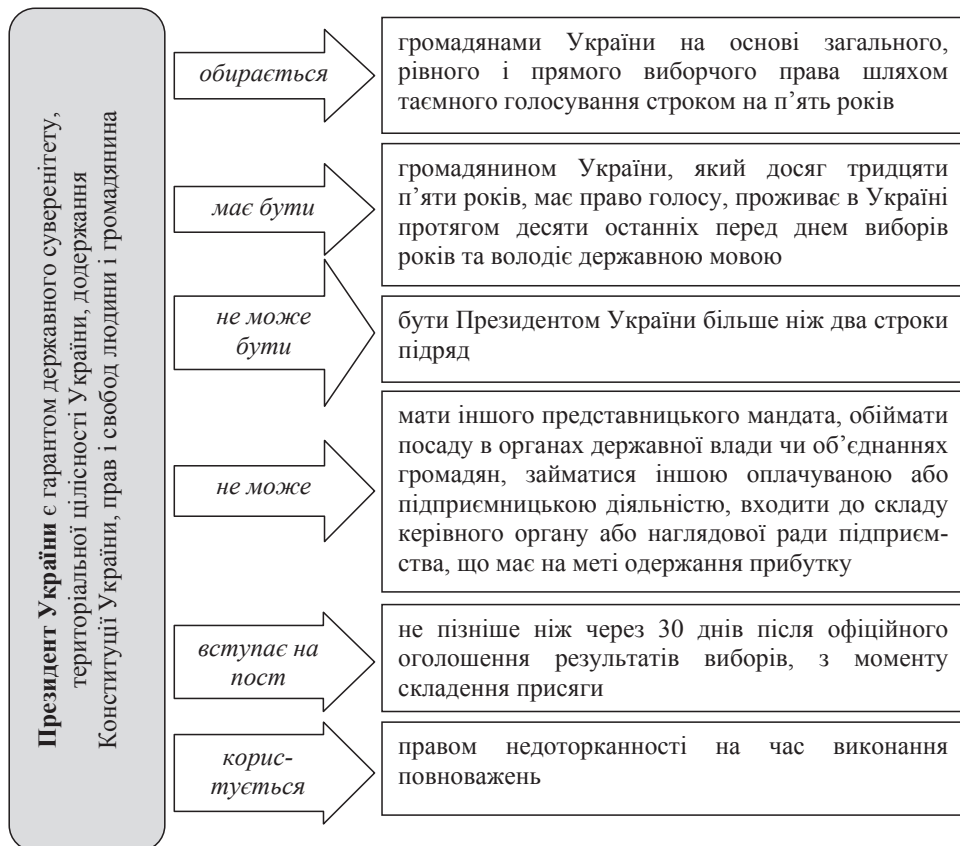 Президент України є гарантом державного суверенітету,
територіальної цілісності України, додержання
Конституції України, прав і свобод людини і громадянина
обирається
громадянами України на основі загального,
рівного і прямого виборчого права шляхом
таємного голосування строком на п’ять років
має бути
громадянином України, який досяг тридцяти
п’яти років, має право голосу, проживає в Україні
протягом десяти останніх перед днем виборів
років та володіє державною мовою
не може
бути
бути Президентом України більше ніж два строки
підряд
не може
мати іншого представницького мандата, обіймати
посаду в органах державної влади чи об’єднаннях
громадян, займатися іншою оплачуваною або
підприємницькою діяльністю, входити до складу
керівного органу або наглядової ради підприєм-
ства, що має на меті одержання прибутку
вступає на
пост
не пізніше ніж через 30 днів після офіційного
оголошення результатів виборів, з моменту
складення присяги
корис-
тується
правом недоторканності на час виконання
повноважень